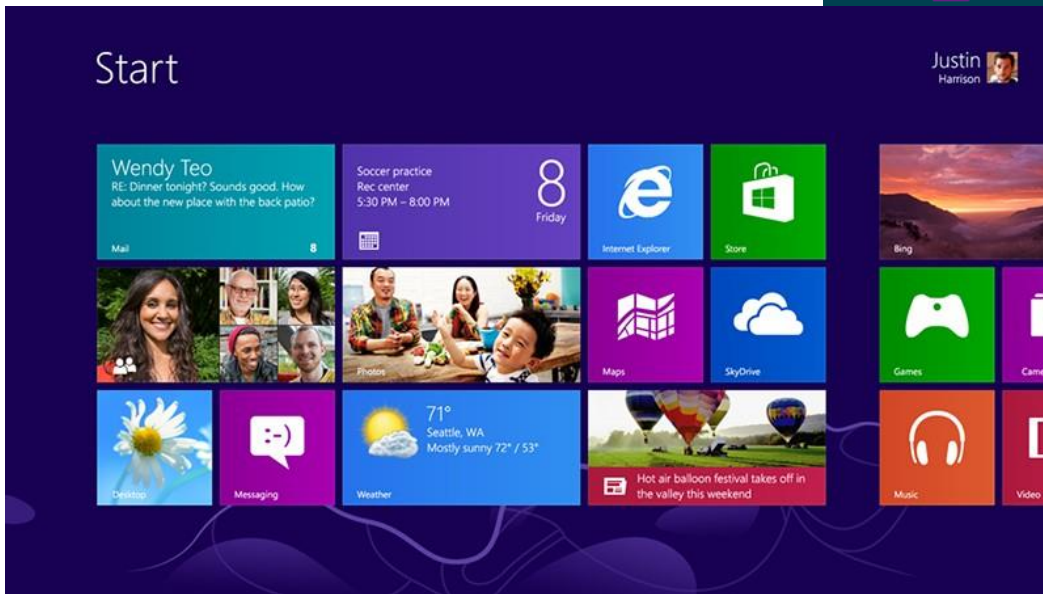 Start
Justin
Harrison
Wendy Teo
RE: Dinner tonight? Sounds good. How
about the new place with the back patio?
Mail
8
Soccer practice
Rec center
5:30 PM – 8:00 PM
8
Friday
Internet Explorer
Store
Bing
Photos
Maps
SkyDrive
Games
Came
Desktop
:-)
Messaging
71°
Seattle, WA
Mostly sunny 72° / 53°
Weather
Hot air balloon festival takes off in
the valley this weekend
Music
Video